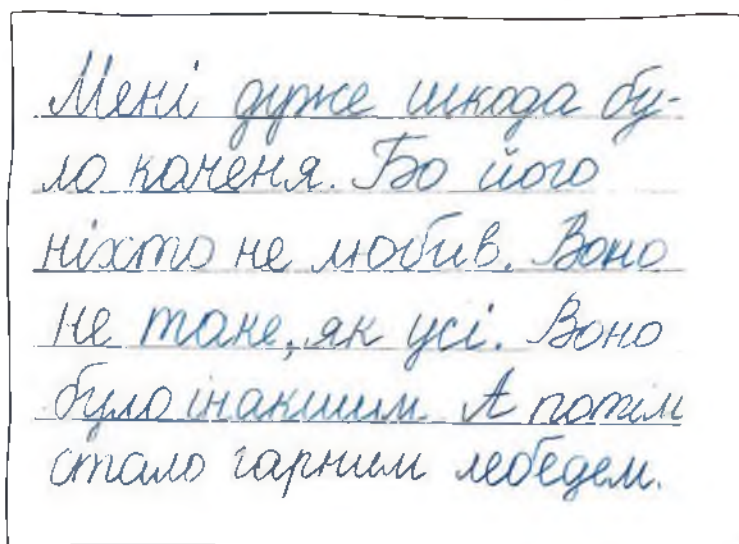 Мені дуже шкода бу-
ло каченя. Бо його
ніхто не любив. Воно
не таке, як усі. Воно
було інакшим. А потім
стало гарним лебедем.